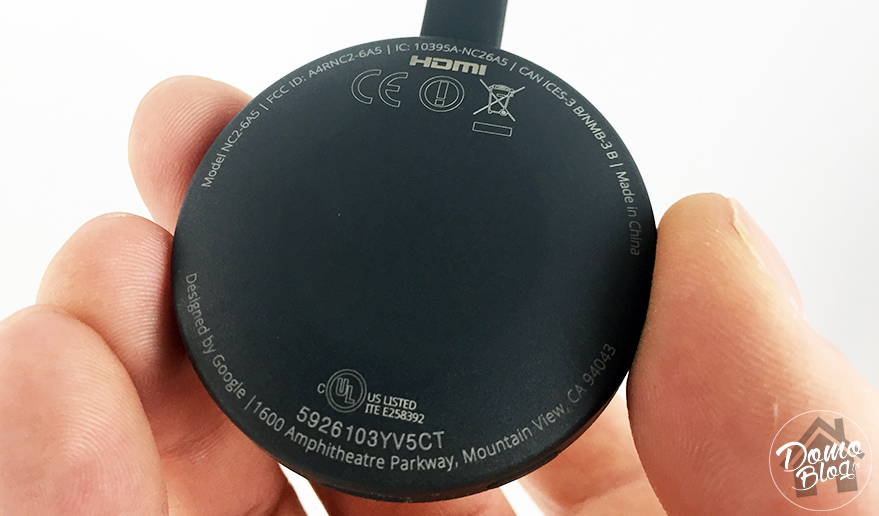 Model NC2-6A5 | FCC ID: A4RNC2-6A5 | IC: 10395A-NC26A5 | CAN ICES-3 B/NMB-3 B | Made in China
HDMI
CE
C UL US LISTED
ITE E258392
5926103YV5CT
Designed by Google | 1600 Amphitheatre Parkway, Mountain View, CA 94043
Domo
Blog